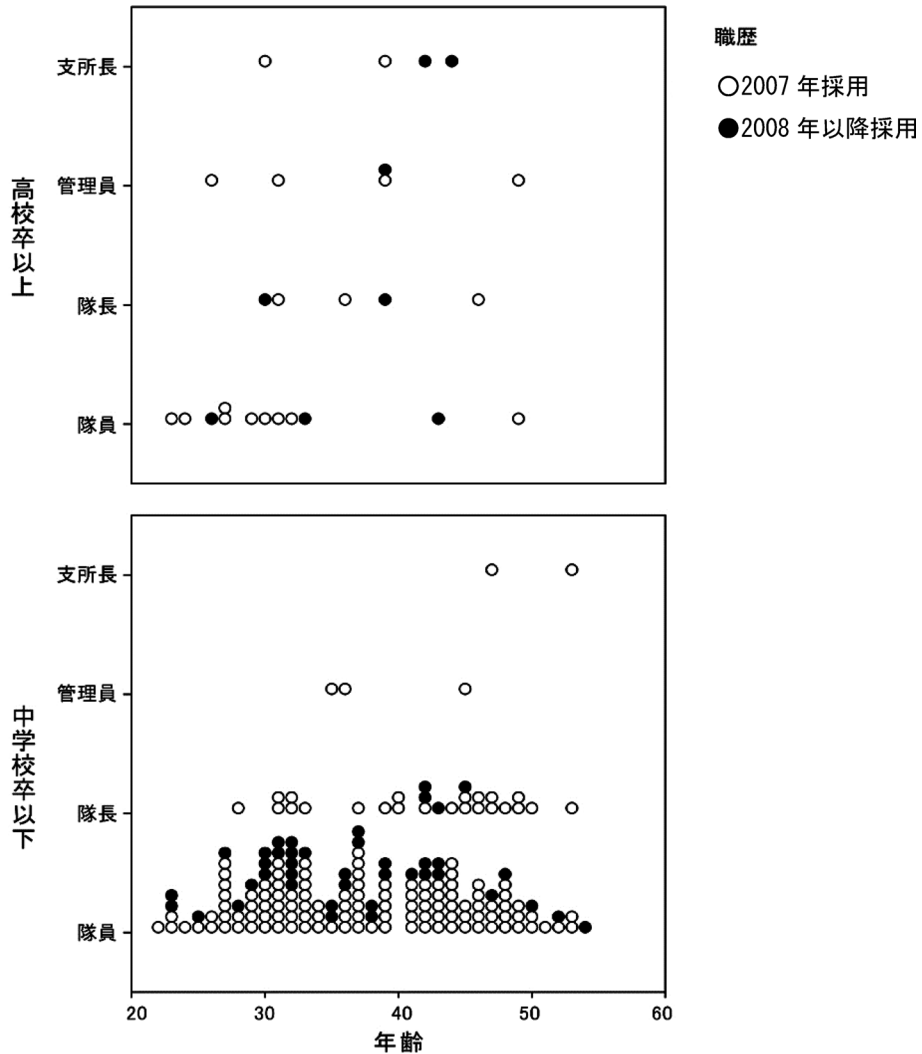 職歴
○2007 年採用
●2008 年以降採用
高校卒以上
支所長
管理員
隊長
隊員
中学校卒以下
支所長
管理員
隊長
隊員
20 30 40 50 60
年齢